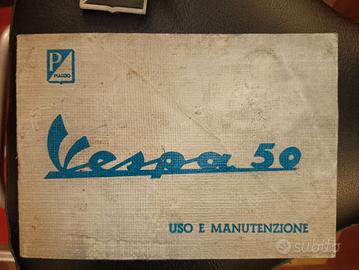 P
PIAGGIO
Vespa 50
USO E MANUTENZIONE
subito